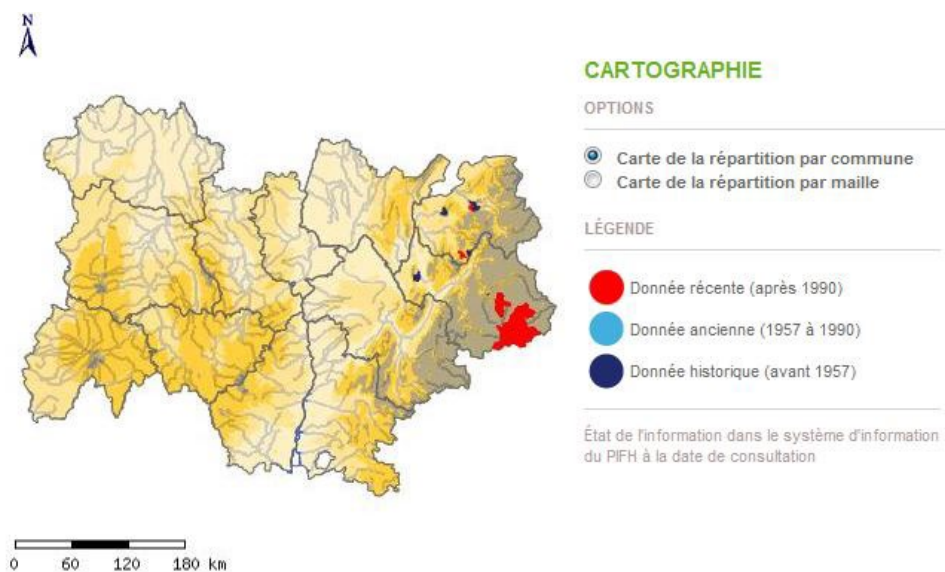 N
CARTOGRAPHIE
OPTIONS
Carte de la répartition par commune
Carte de la répartition par maille
LÉGENDE
Donnée récente (après 1990)
Donnée ancienne (1957 à 1990)
Donnée historique (avant 1957)
État de l'information dans le système d'information
du PIFH à la date de consultation
0 60 120 180 km